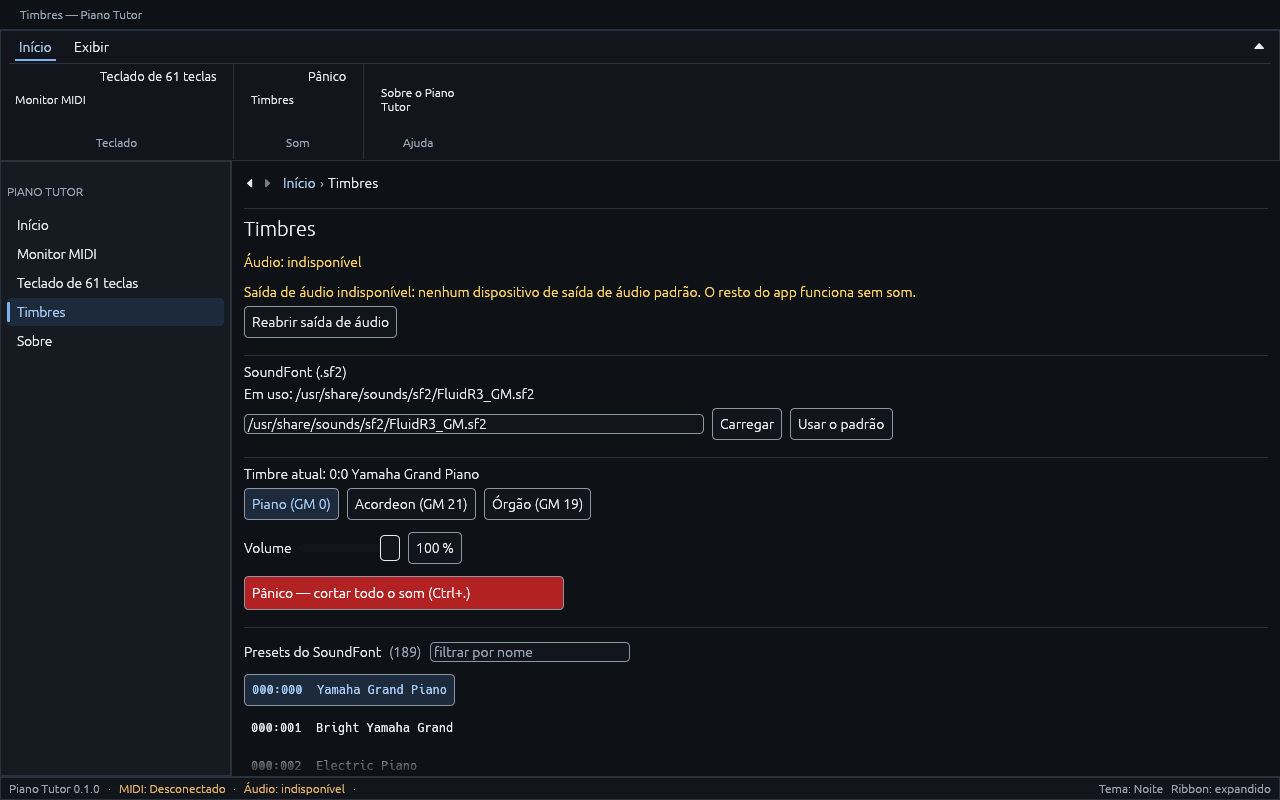 Timbres — Piano Tutor
Início Exibir
Teclado de 61 teclas
Monitor MIDI
Teclado
Pânico
Timbres
Som
Sobre o Piano
Tutor
Ajuda
PIANO TUTOR
Início
Monitor MIDI
Teclado de 61 teclas
Timbres
Sobre
Início › Timbres
Timbres
Áudio: indisponível
Saída de áudio indisponível: nenhum dispositivo de saída de áudio padrão. O resto do app funciona sem som.
Reabrir saída de áudio
SoundFont (.sf2)
Em uso: /usr/share/sounds/sf2/FluidR3_GM.sf2
/usr/share/sounds/sf2/FluidR3_GM.sf2 Carregar Usar o padrão
Timbre atual: 0:0 Yamaha Grand Piano
Piano (GM 0) Acordeon (GM 21) Órgão (GM 19)
Volume 100 %
Pânico — cortar todo o som (Ctrl+.)
Presets do SoundFont (189) filtrar por nome
000:000 Yamaha Grand Piano
000:001 Bright Yamaha Grand
000:002 Electric Piano
Piano Tutor 0.1.0 · MIDI: Desconectado · Áudio: indisponível ·
Tema: Noite Ribbon: expandido